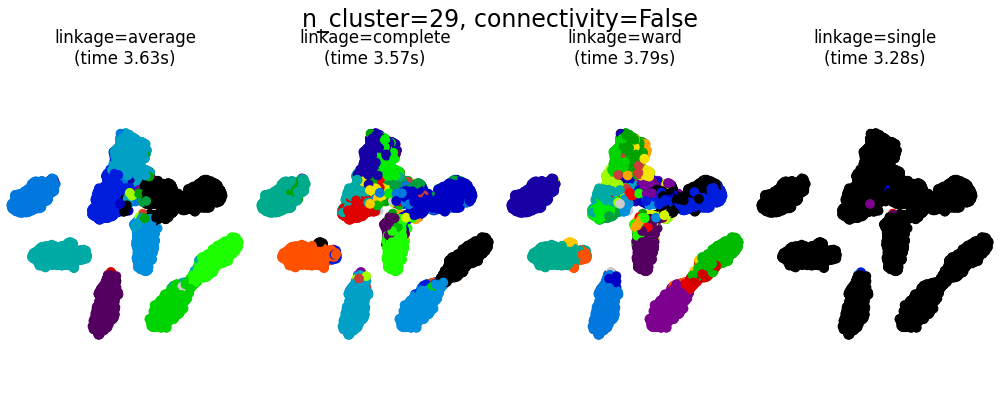 n_cluster=29, connectivity=False
linkage=average
(time 3.63s)
linkage=complete
(time 3.57s)
linkage=ward
(time 3.79s)
linkage=single
(time 3.28s)